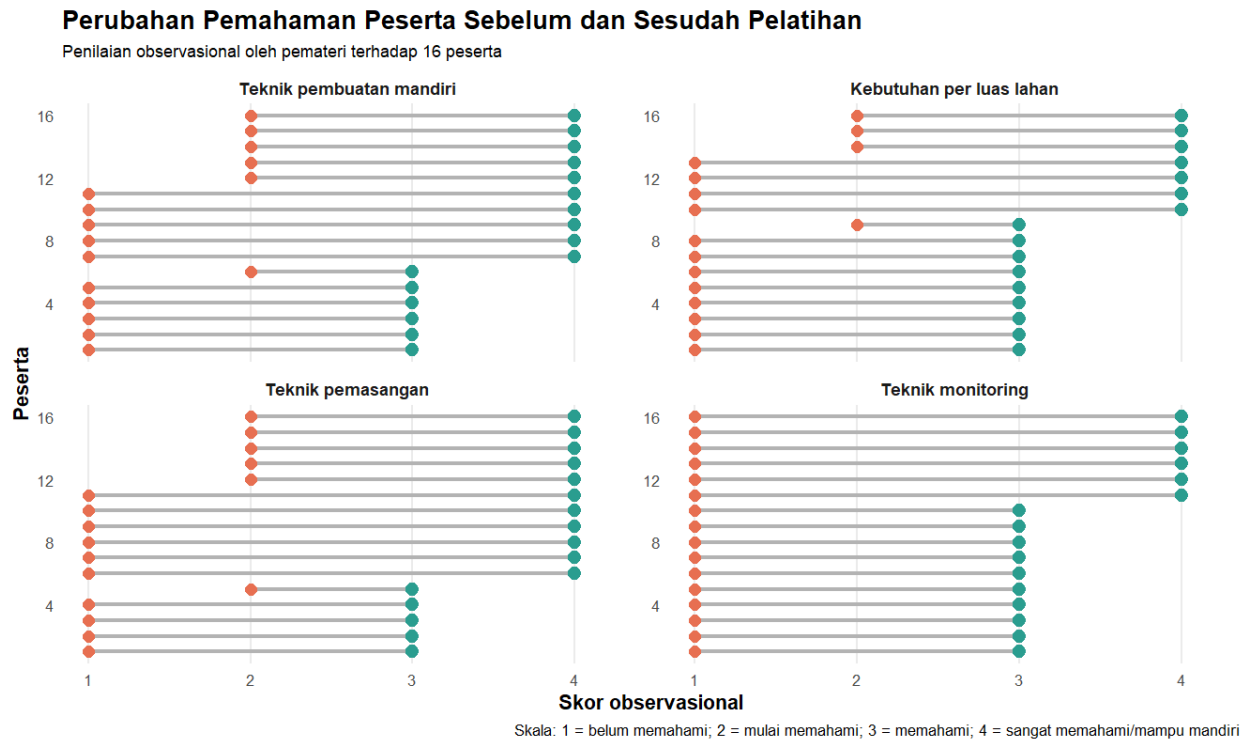 Perubahan Pemahaman Peserta Sebelum dan Sesudah Pelatihan
Penilaian observasional oleh pemateri terhadap 16 peserta
Teknik pembuatan mandiri
Kebutuhan per luas lahan
16
12
8
4
16
12
8
4
Teknik pemasangan
Teknik monitoring
16
12
8
4
16
12
8
4
Peserta
1 2 3 4
1 2 3 4
Skor observasional
Skala: 1 = belum memahami; 2 = mulai memahami; 3 = memahami; 4 = sangat memahami/mampu mandiri